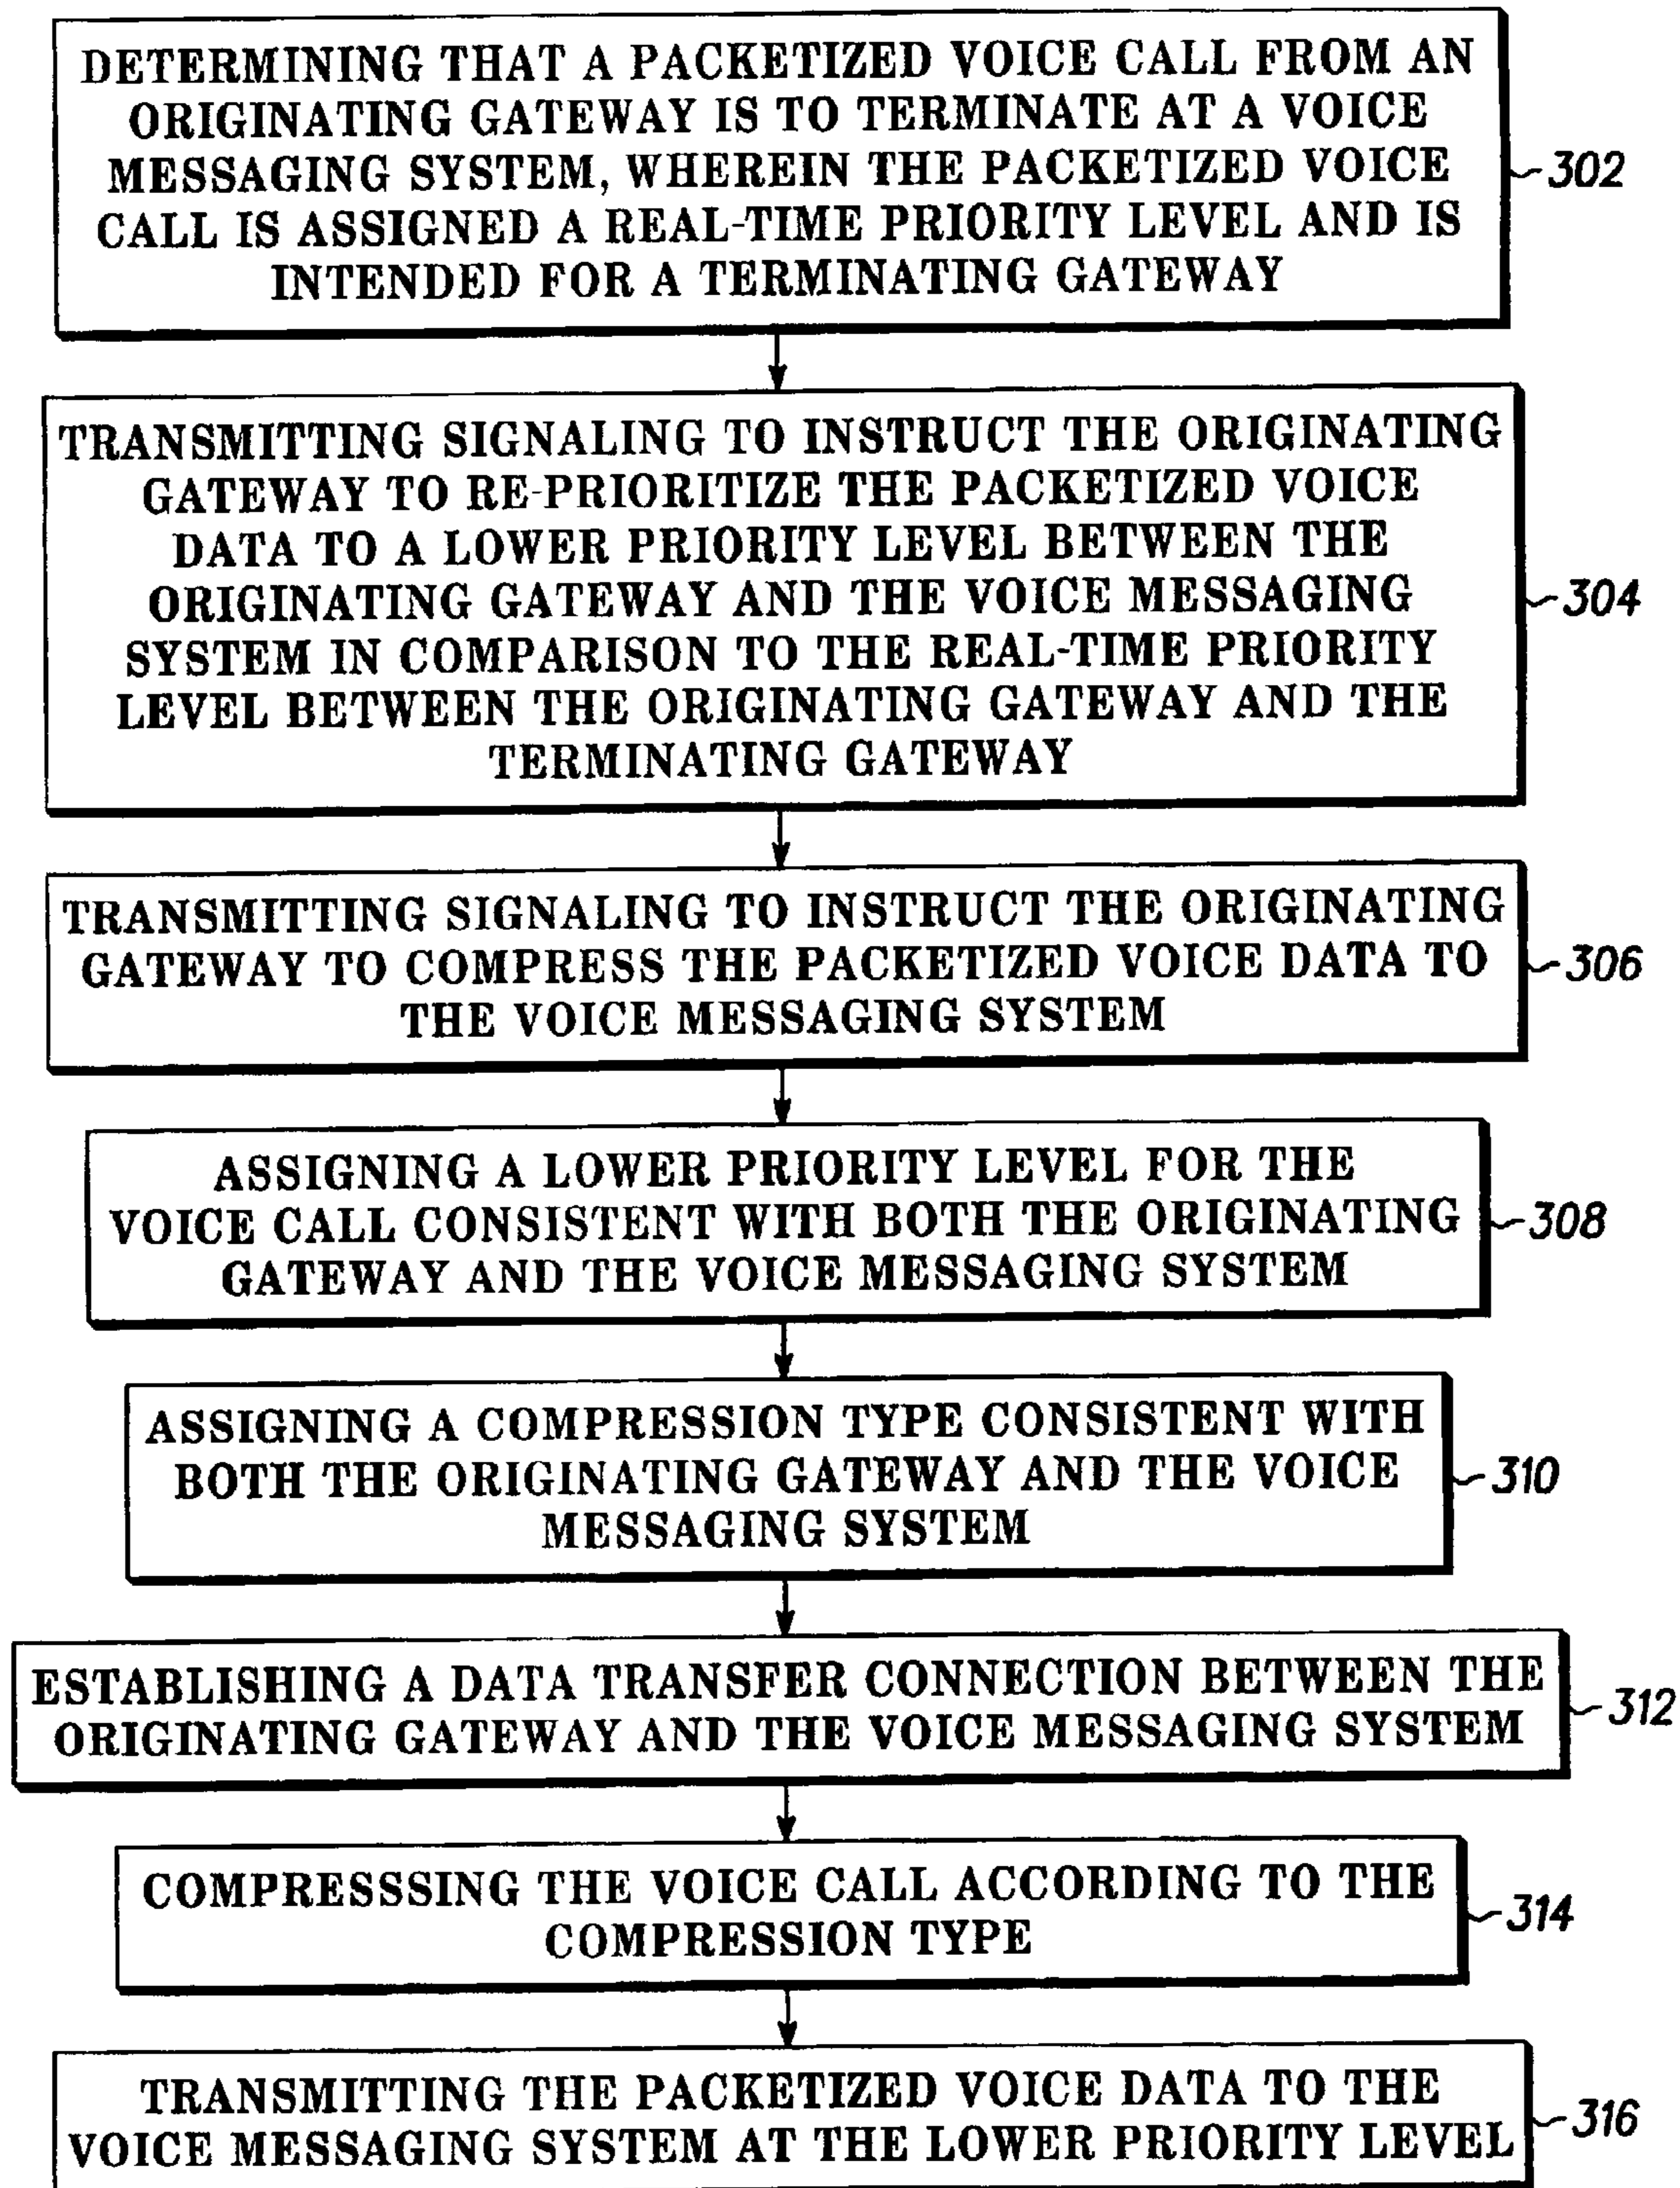 DETERMINING THAT A PACKETIZED VOICE CALL FROM AN
ORIGINATING GATEWAY IS TO TERMINATE AT A VOICE
MESSAGING SYSTEM, WHEREIN THE PACKETIZED VOICE
CALL IS ASSIGNED A REAL-TIME PRIORITY LEVEL AND IS
INTENDED FOR A TERMINATING GATEWAY
302
TRANSMITTING SIGNALING TO INSTRUCT THE ORIGINATING
GATEWAY TO RE-PRIORITIZE THE PACKETIZED VOICE
DATA TO A LOWER PRIORITY LEVEL BETWEEN THE
ORIGINATING GATEWAY AND THE VOICE MESSAGING
SYSTEM IN COMPARISON TO THE REAL-TIME PRIORITY
LEVEL BETWEEN THE ORIGINATING GATEWAY AND THE
TERMINATING GATEWAY
304
TRANSMITTING SIGNALING TO INSTRUCT THE ORIGINATING
GATEWAY TO COMPRESS THE PACKETIZED VOICE DATA TO
THE VOICE MESSAGING SYSTEM
306
ASSIGNING A LOWER PRIORITY LEVEL FOR THE
VOICE CALL CONSISTENT WITH BOTH THE ORIGINATING
GATEWAY AND THE VOICE MESSAGING SYSTEM
308
ASSIGNING A COMPRESSION TYPE CONSISTENT WITH
BOTH THE ORIGINATING GATEWAY AND THE VOICE
MESSAGING SYSTEM
310
ESTABLISHING A DATA TRANSFER CONNECTION BETWEEN THE
ORIGINATING GATEWAY AND THE VOICE MESSAGING SYSTEM
312
COMPRESSSING THE VOICE CALL ACCORDING TO THE
COMPRESSION TYPE
314
TRANSMITTING THE PACKETIZED VOICE DATA TO THE
VOICE MESSAGING SYSTEM AT THE LOWER PRIORITY LEVEL
316